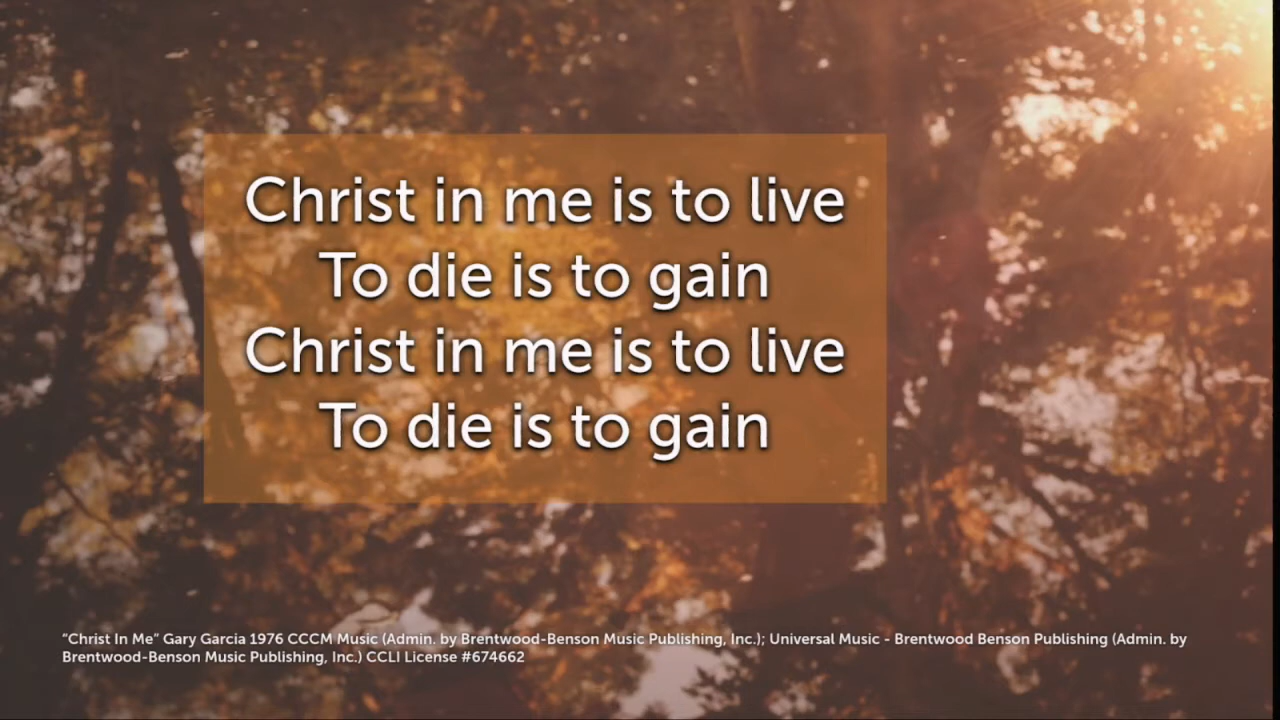 Christ in me is to live
To die is to gain
Christ in me is to live
To die is to gain
“Christ In Me” Gary Garcia 1976 CCCM Music (Admin. by Brentwood-Benson Music Publishing, Inc.); Universal Music - Brentwood Benson Publishing (Admin. by
Brentwood-Benson Music Publishing, Inc.) CCLI License #674662